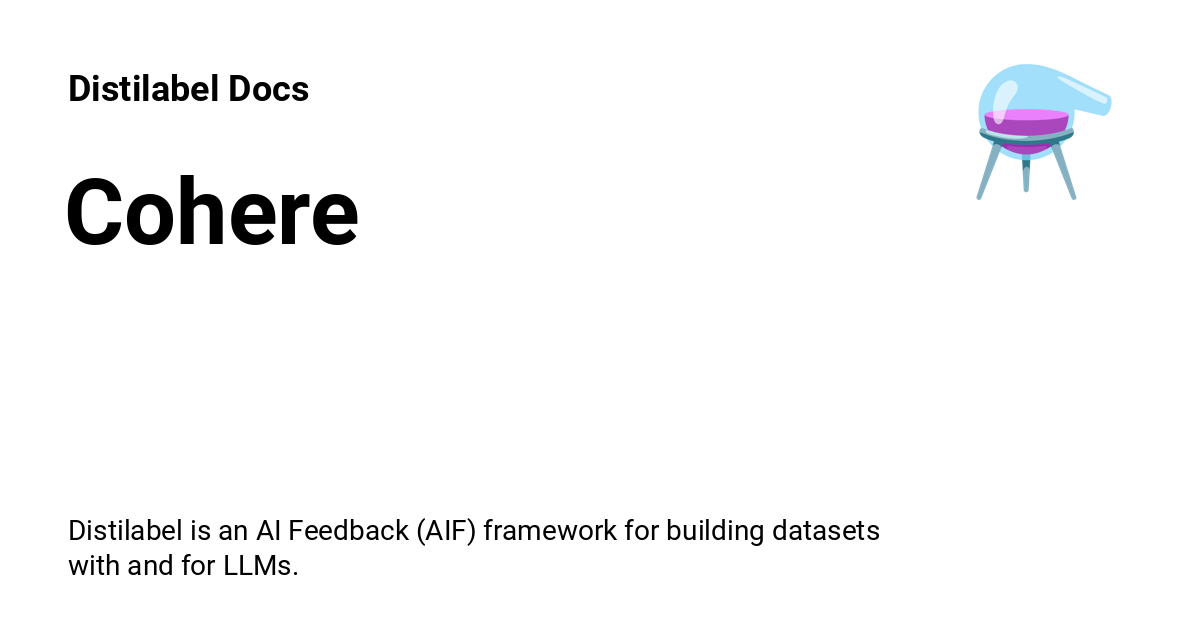 Distilabel Docs
Cohere
Distilabel is an AI Feedback (AIF) framework for building datasets
with and for LLMs.